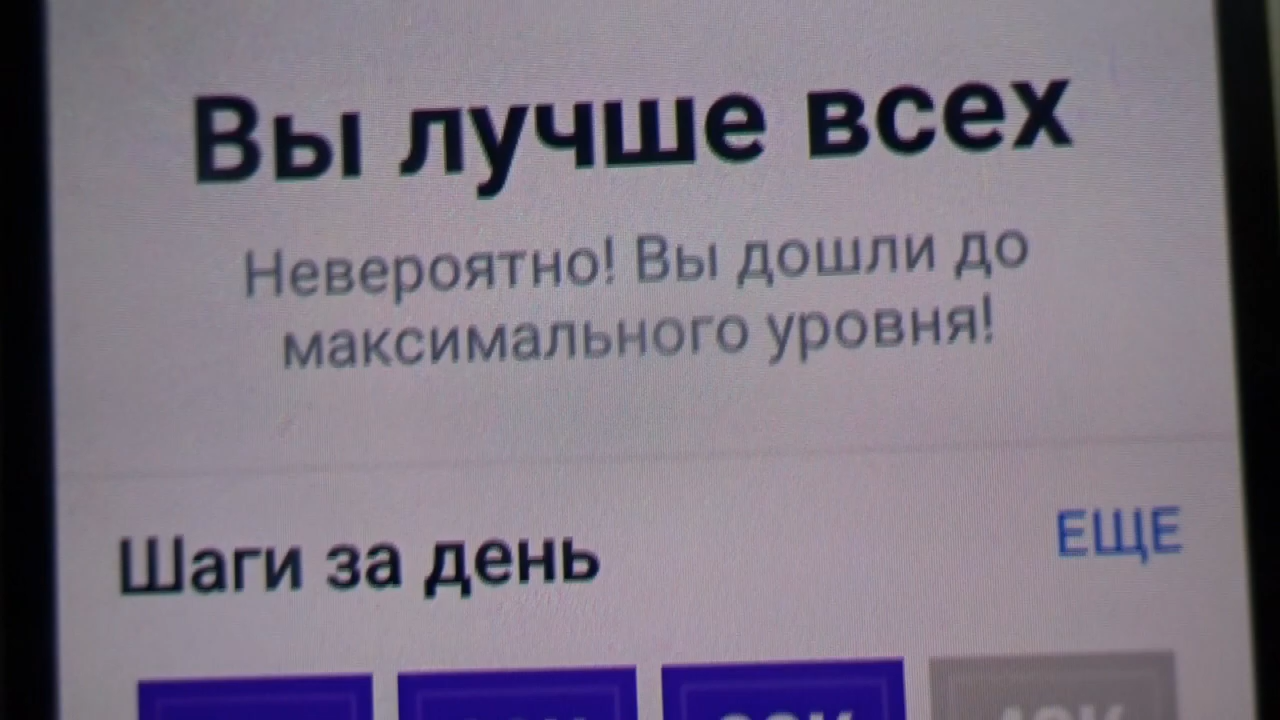 Вы лучше всех
Невероятно! Вы дошли до
максимального уровня!
Шаги за день
ЕЩЕ